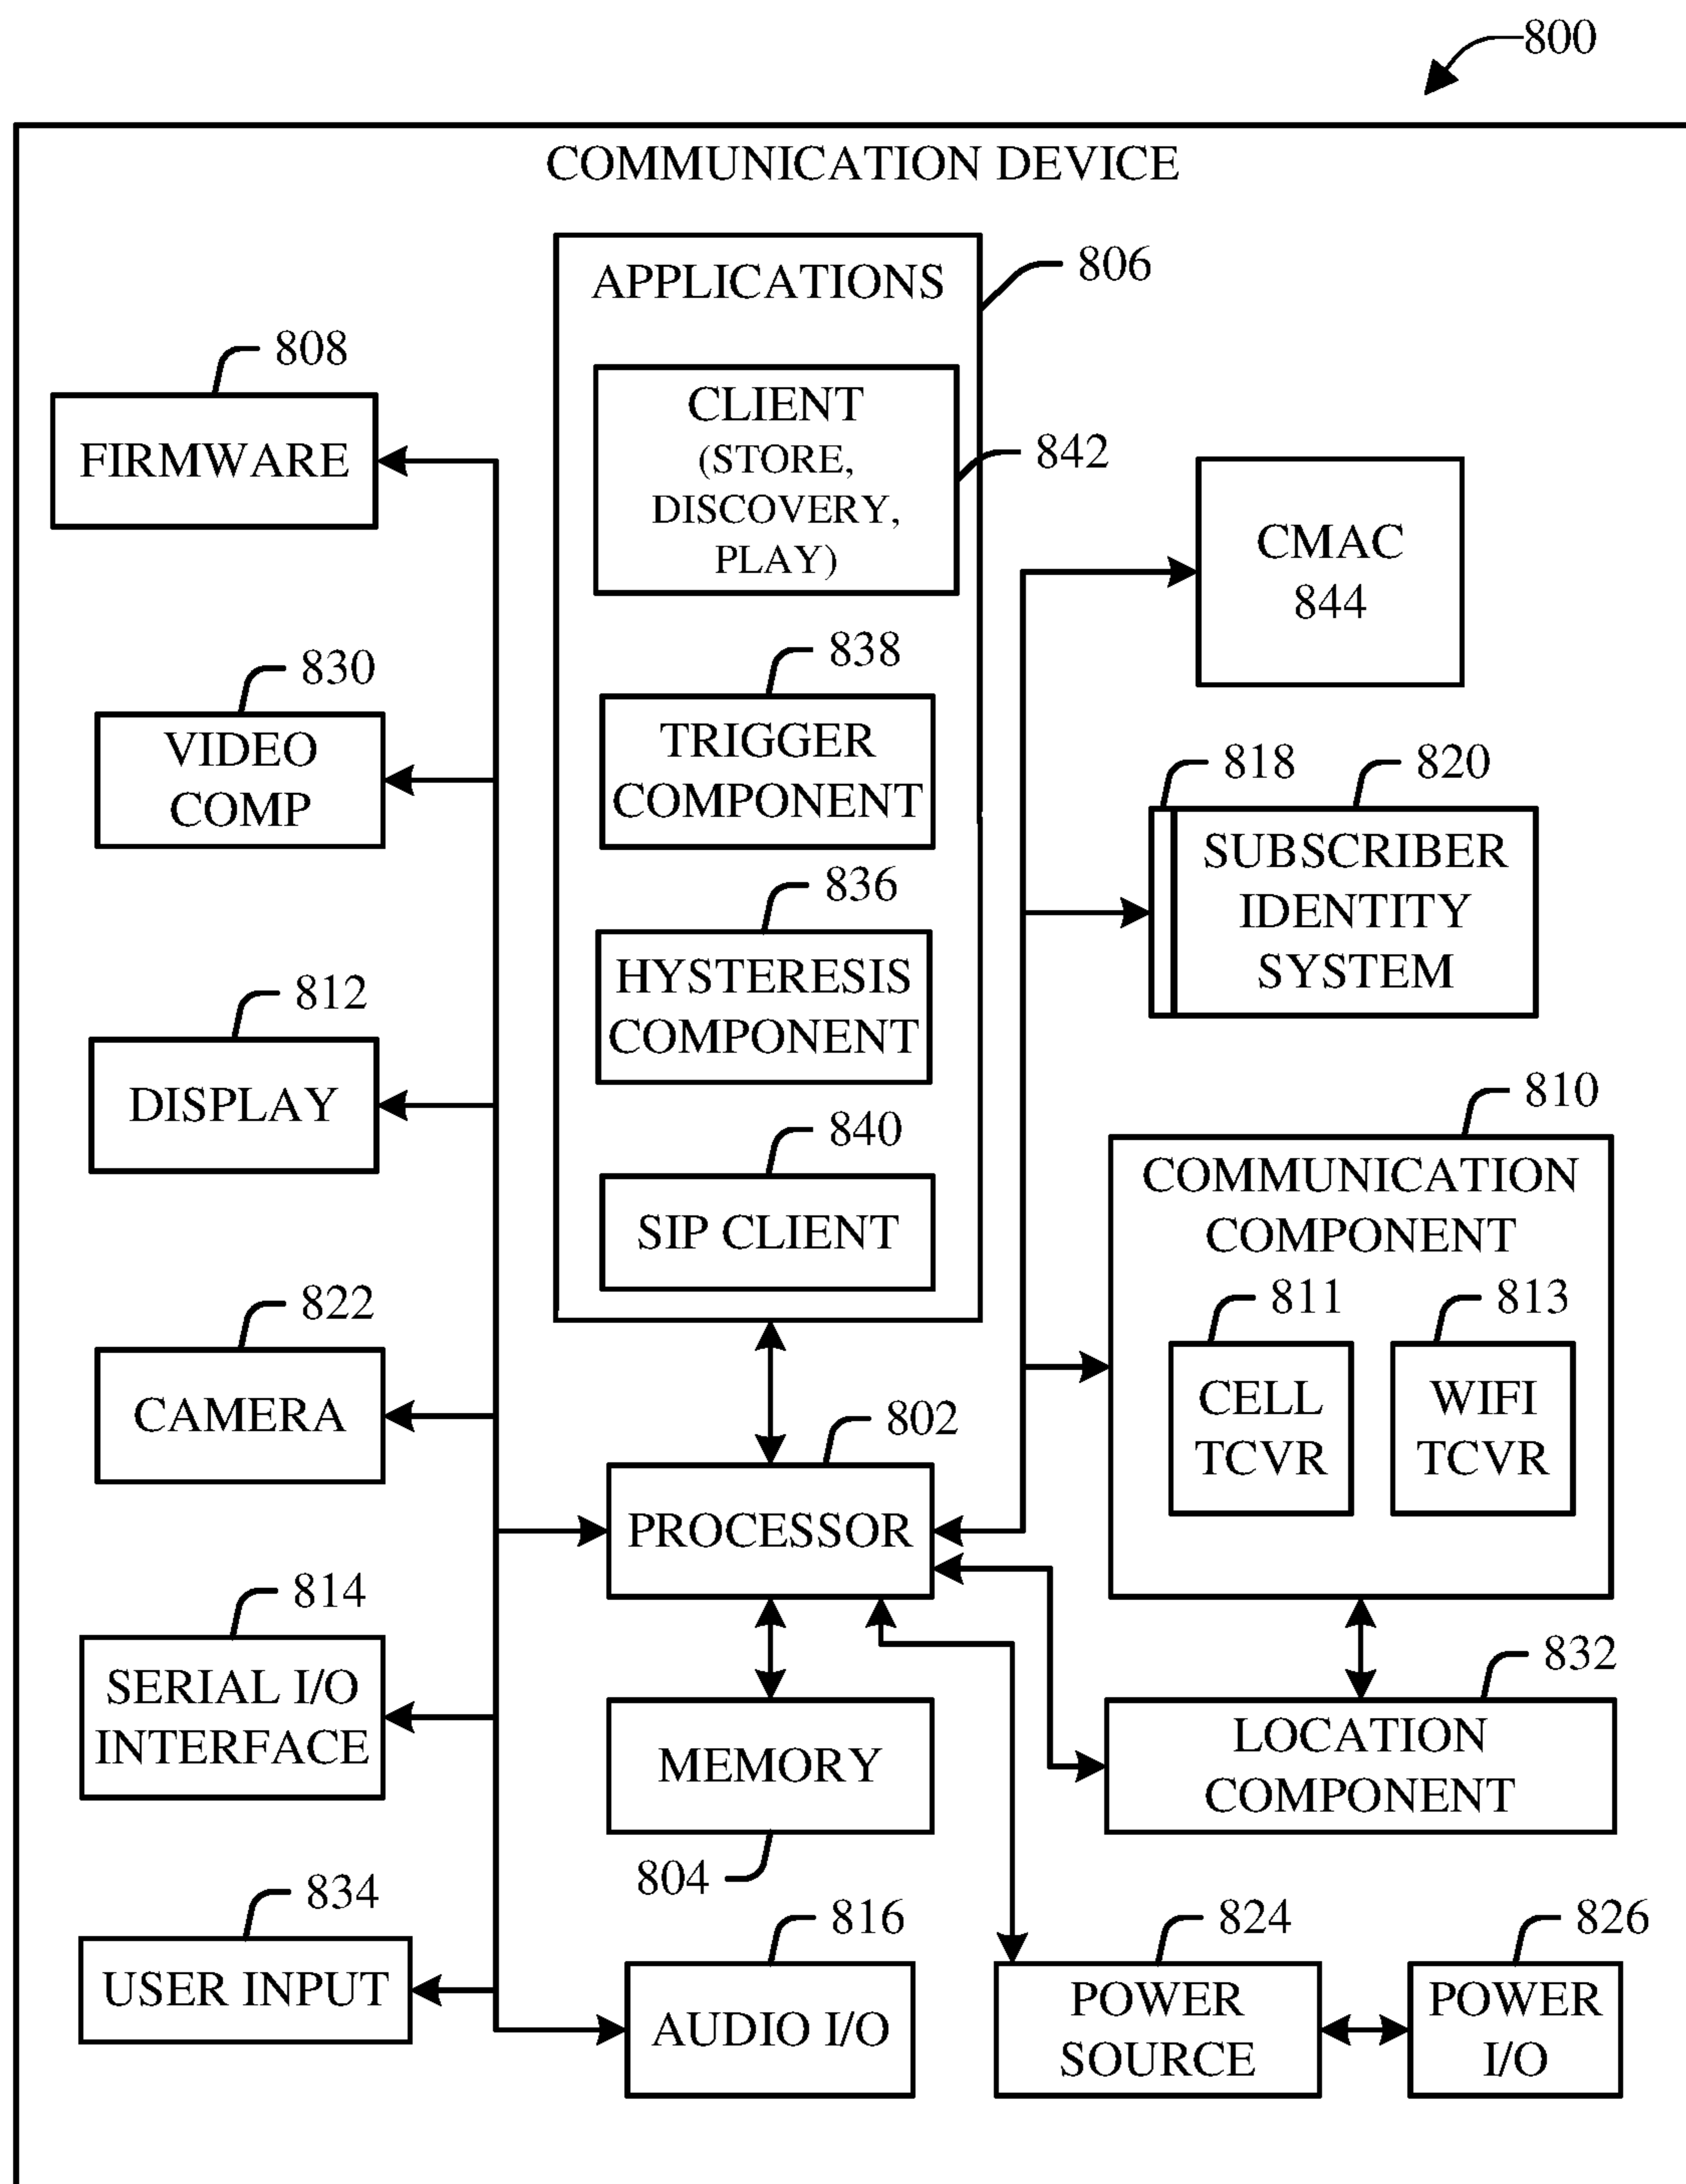 800
COMMUNICATION DEVICE
APPLICATIONS
806
808
FIRMWARE
CLIENT
(STORE,
DISCOVERY,
PLAY)
842
CMAC
844
830
VIDEO
COMP
838
TRIGGER
COMPONENT
818
820
SUBSCRIBER
IDENTITY
SYSTEM
836
HYSTERESIS
COMPONENT
812
DISPLAY
840
SIP CLIENT
810
COMMUNICATION
COMPONENT
811
CELL
TCVR
813
WIFI
TCVR
822
CAMERA
802
PROCESSOR
814
SERIAL I/O
INTERFACE
MEMORY
804
832
LOCATION
COMPONENT
834
USER INPUT
816
AUDIO I/O
824
POWER
SOURCE
826
POWER
I/O